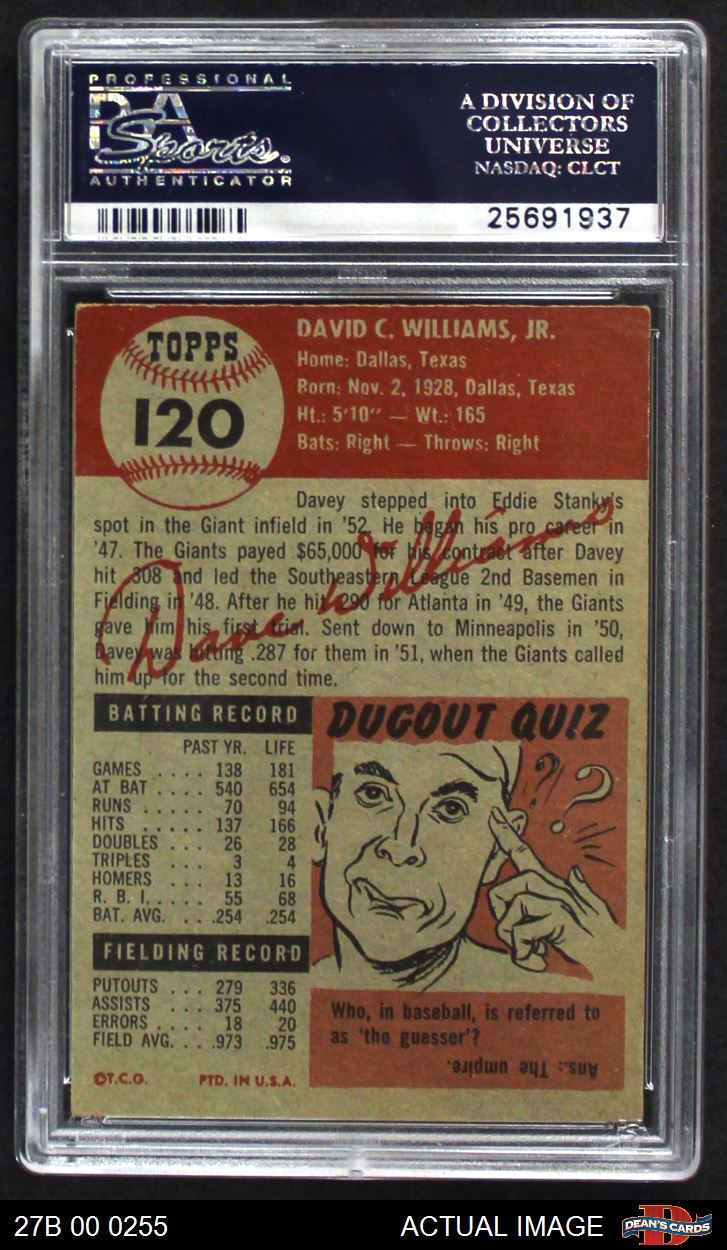 PROFESSIONAL
PSA
Sports.
AUTHENTICATOR
A DIVISION OF
COLLECTORS
UNIVERSE
NASDAQ: CLCT
25691937
TOPPS
120
DAVID C. WILLIAMS, JR.
Home: Dallas, Texas
Born: Nov. 2, 1928, Dallas, Texas
Ht.: 5'10" — Wt.: 165
Bats: Right — Throws: Right
Davey stepped into Eddie Stanky's
spot in the Giant infield in '52. He began his pro career in
'47. The Giants payed $65,000 for his contract after Davey
hit .308 and led the Southeastern League 2nd Basemen in
Fielding in '48. After he hit .290 for Atlanta in '49, the Giants
gave him his first trial. Sent down to Minneapolis in '50,
Davey was hitting .287 for them in '51, when the Giants called
him up for the second time.
Dave Williams
BATTING RECORD
PAST YR. LIFE
GAMES .... 138 181
AT BAT .... 540 654
RUNS ..... 70 94
HITS ..... 137 166
DOUBLES ... 26 28
TRIPLES ... 3 4
HOMERS ... 13 16
R. B. I. .... 55 68
BAT. AVG. ... .254 .254
FIELDING RECORD
PUTOUTS ... 279 336
ASSISTS ... 375 440
ERRORS .... 18 20
FIELD AVG. ... .973 .975
©T.C.G. PTD. IN U.S.A.
DUGOUT QUIZ
??
Who, in baseball, is referred to
as 'the guesser'?
Ans.: The umpire.
27B 00 0255
ACTUAL IMAGE
DEAN'S CARDS